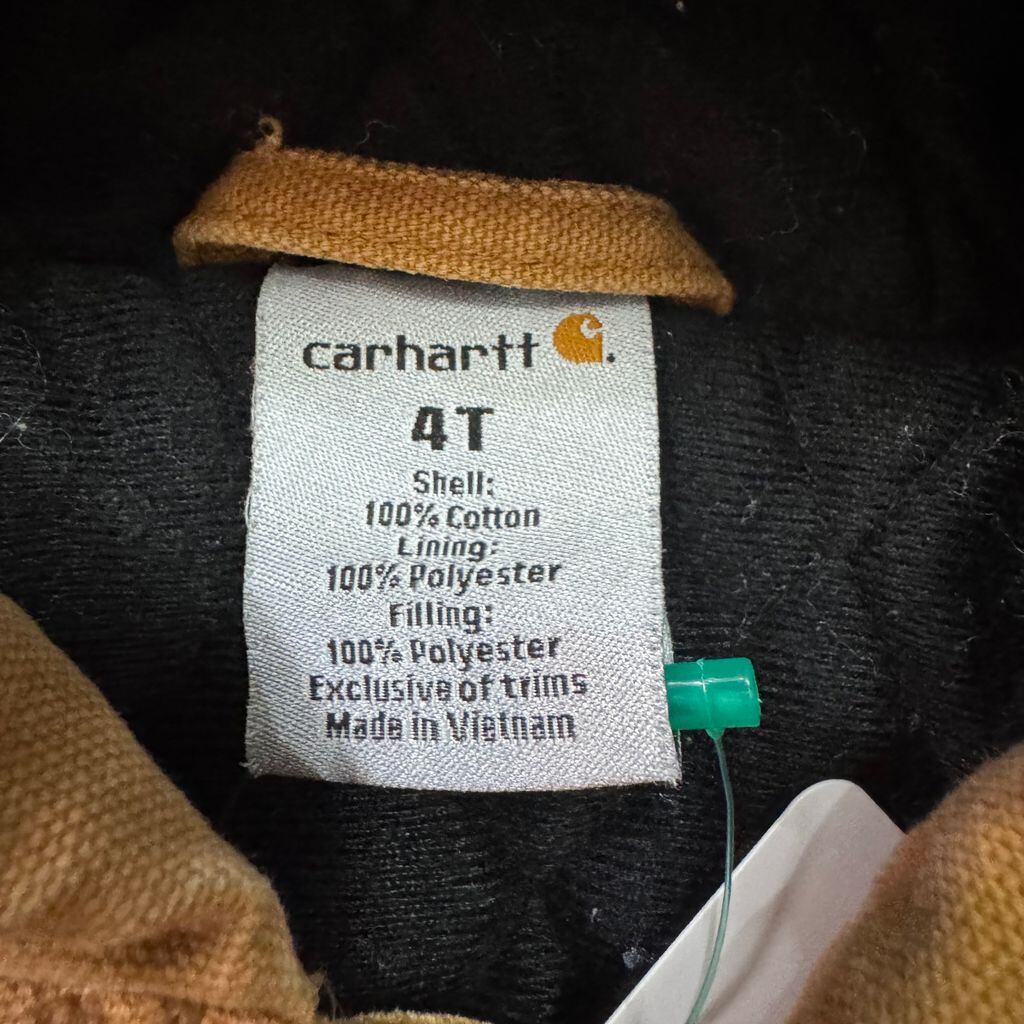 carhartt
4T
Shell:
100% Cotton
Lining:
100% Polyester
Filling:
100% Polyester
Exclusive of trims
Made in Vietnam